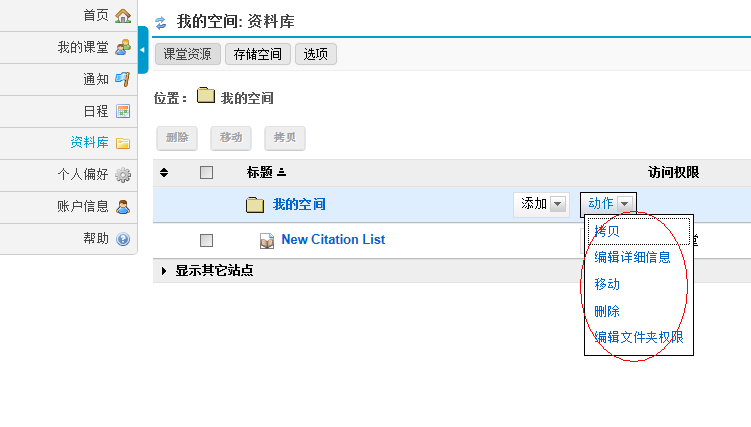 首页
我的课堂
通知
日程
资料库
个人偏好
账户信息
帮助
我的空间: 资料库
课堂资源 存储空间 选项
位置： 我的空间
删除 移动 拷贝
标题 访问权限
我的空间 添加 动作
拷贝
New Citation List
编辑详细信息
显示其它站点
移动
删除
编辑文件夹权限